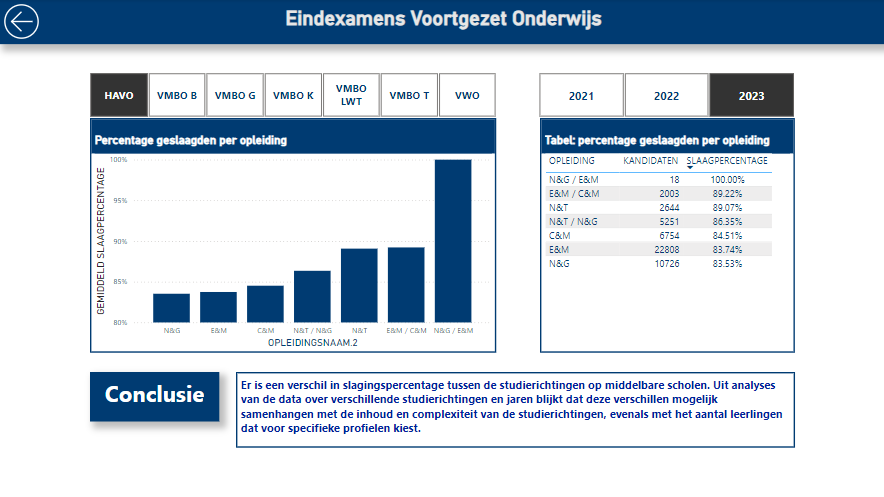 Eindexamens Voortgezet Onderwijs
HAVO
VMBO B
VMBO G
VMBO K
VMBO
LWT
VMBO T
VWO
2021
2022
2023
Percentage geslaagden per opleiding
100%
95%
90%
85%
80%
GEMIDDELD SLAAGPERCENTAGE
N&G
E&M
C&M
N&T / N&G
N&T
E&M / C&M
N&G / E&M
OPLEIDINGSNAAM.2
Tabel: percentage geslaagden per opleiding
OPLEIDING KANDIDATEN SLAAGPERCENTAGE
N&G / E&M 18 100.00%
E&M / C&M 2003 89.22%
N&T 2644 89.07%
N&T / N&G 5251 86.35%
C&M 6754 84.51%
E&M 22808 83.74%
N&G 10726 83.53%
Conclusie
Er is een verschil in slagingspercentage tussen de studierichtingen op middelbare scholen. Uit analyses
van de data over verschillende studierichtingen en jaren blijkt dat deze verschillen mogelijk
samenhangen met de inhoud en complexiteit van de studierichtingen, evenals met het aantal leerlingen
dat voor specifieke profielen kiest.